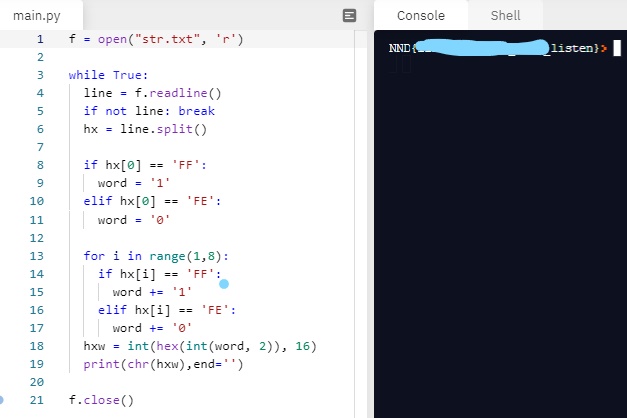 main.py
Console
Shell
1 f = open("str.txt", 'r')
2
3 while True:
4 line = f.readline()
5 if not line: break
6 hx = line.split()
7
8 if hx[0] == 'FF':
9 word = '1'
10 elif hx[0] == 'FE':
11 word = '0'
12
13 for i in range(1,8):
14 if hx[i] == 'FF':
15 word += '1'
16 elif hx[i] == 'FE':
17 word += '0'
18 hxw = int(hex(int(word, 2)), 16)
19 print(chr(hxw),end='')
20
21 f.close()
NND{
_listen}>